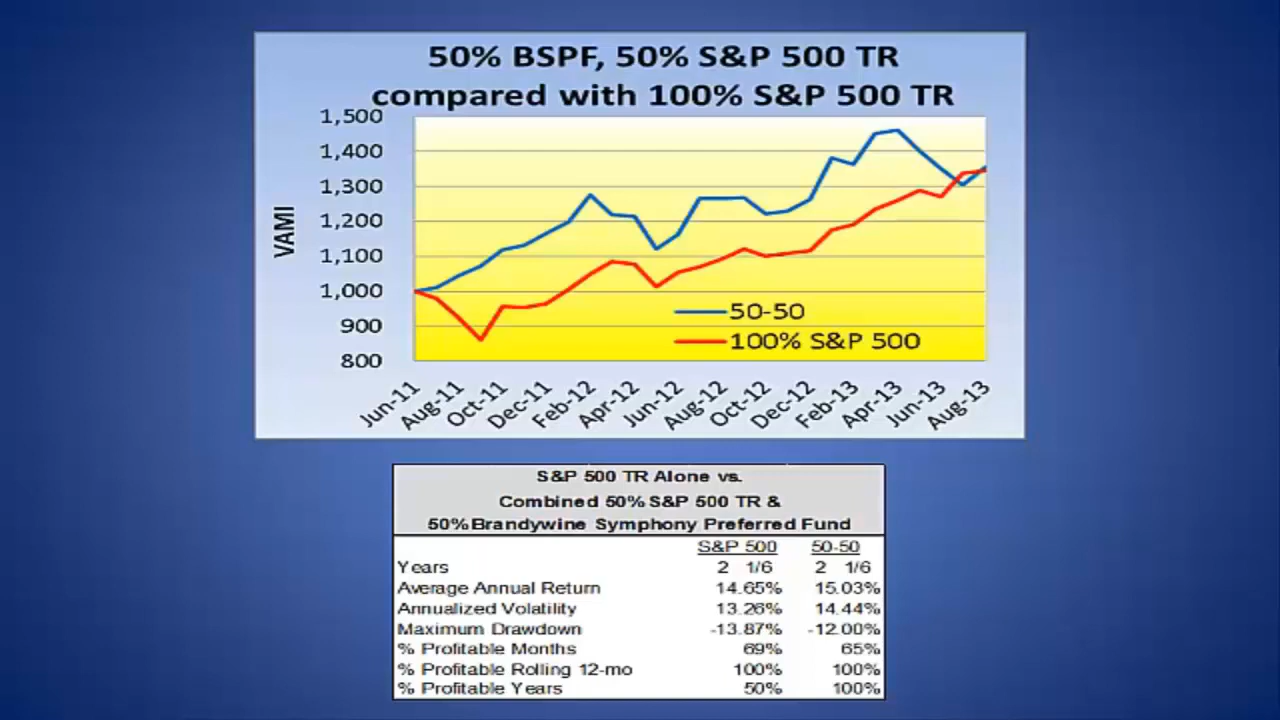 50% BSPF, 50% S&P 500 TR
compared with 100% S&P 500 TR
1,500
1,400
1,300
1,200
1,100
1,000
900
800
VAMI
50-50
100% S&P 500
Jun-11 Aug-11 Oct-11 Dec-11 Feb-12 Apr-12 Jun-12 Aug-12 Oct-12 Dec-12 Feb-13 Apr-13 Jun-13 Aug-13
S&P 500 TR Alone vs.
Combined 50% S&P 500 TR &
50% Brandywine Symphony Preferred Fund
S&P 500 50-50
Years 2 1/6 2 1/6
Average Annual Return 14.65% 15.03%
Annualized Volatility 13.26% 14.44%
Maximum Drawdown -13.87% -12.00%
% Profitable Months 69% 65%
% Profitable Rolling 12-mo 100% 100%
% Profitable Years 50% 100%